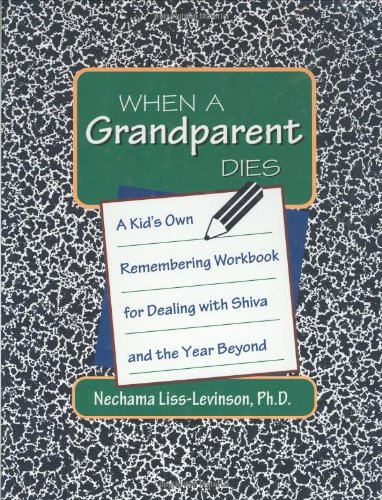 WHEN A
Grandparent
DIES
A Kid's Own
Remembering Workbook
for Dealing with Shiva
and the Year Beyond
Nechama Liss-Levinson, Ph.D.